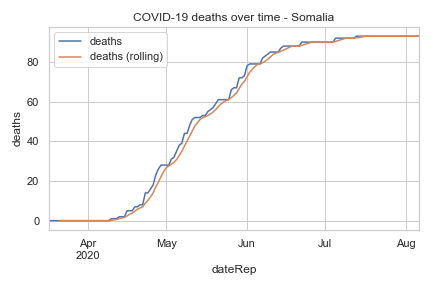 COVID-19 deaths over time - Somalia
deaths
deaths (rolling)
deaths
80
60
40
20
0
Apr
2020
May
Jun
Jul
Aug
dateRep